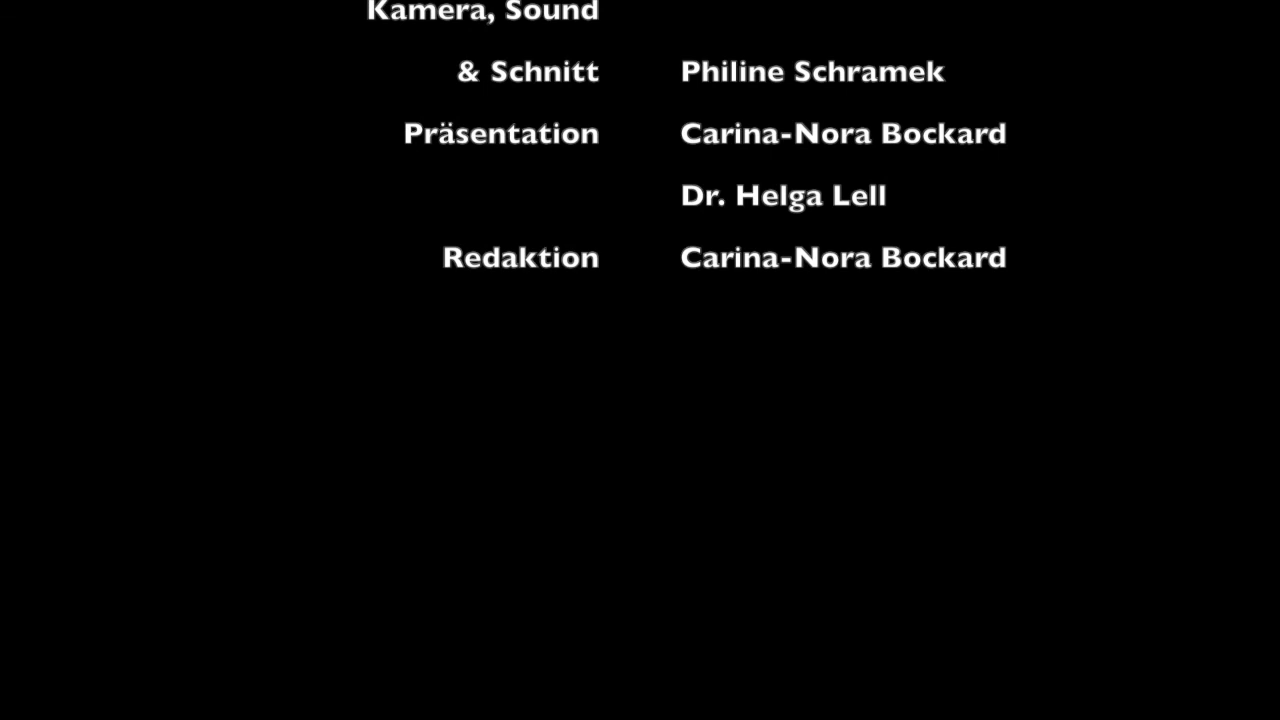 Kamera, Sound
& Schnitt Philine Schramek
Präsentation Carina-Nora Bockard
Dr. Helga Lell
Redaktion Carina-Nora Bockard